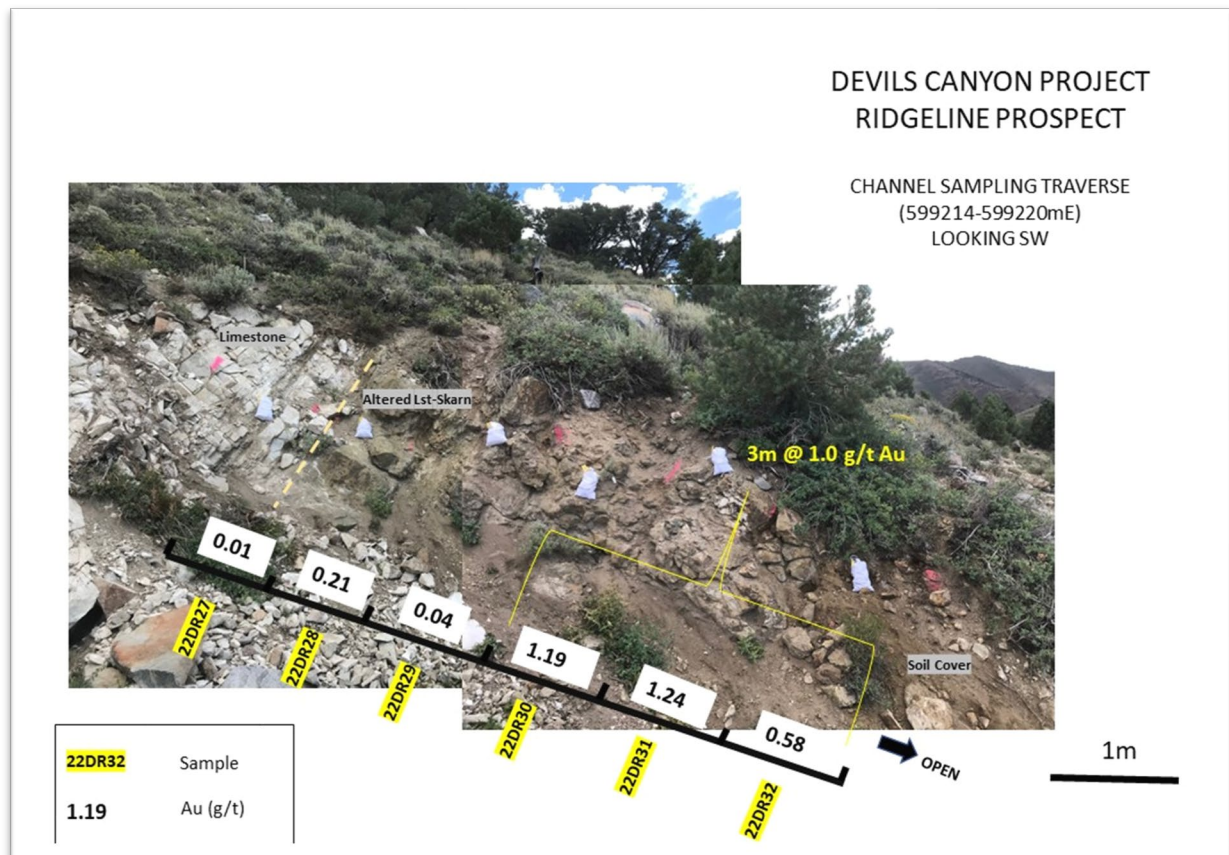 DEVILS CANYON PROJECT
RIDGELINE PROSPECT
CHANNEL SAMPLING TRAVERSE
(599214-599220mE)
LOOKING SW
Limestone
Altered Lst-Skarn
3m @ 1.0 g/t Au
0.01
0.21
0.04
1.19
1.24
0.58
22DR27
22DR28
22DR29
22DR30
22DR31
22DR32
Soil Cover
OPEN
1m
22DR32 Sample
1.19 Au (g/t)